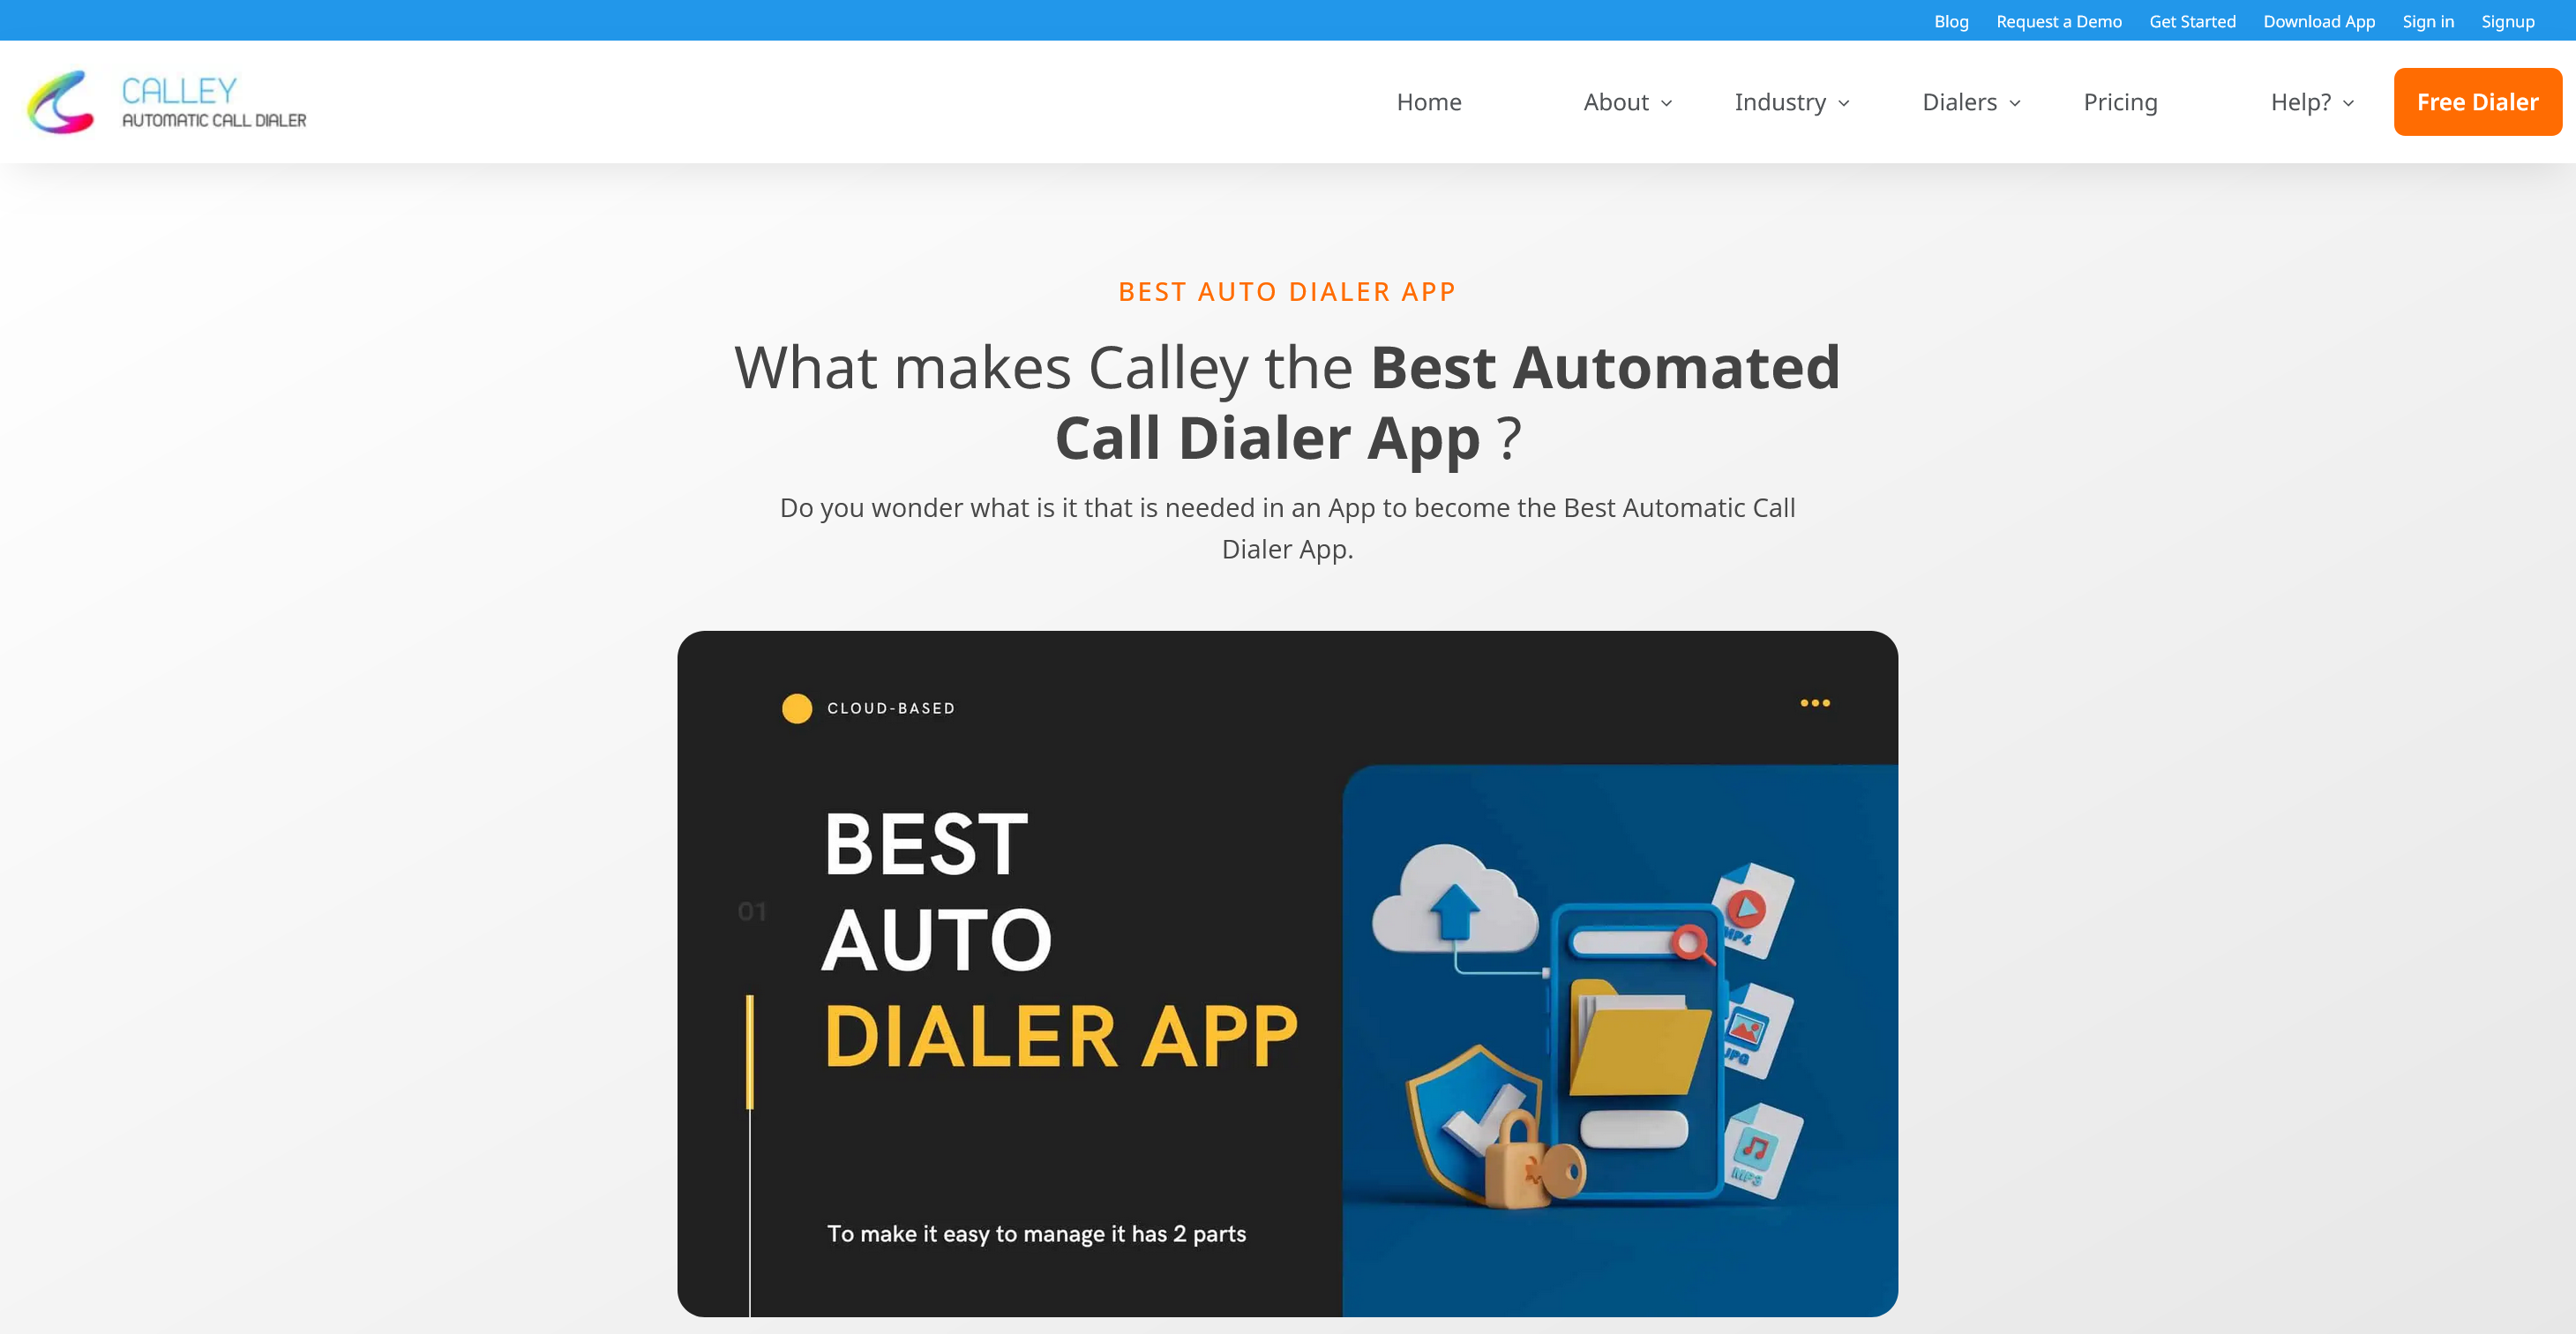 Blog Request a Demo Get Started Download App Sign in Signup
CALLEY
AUTOMATIC CALL DIALER
Home About Industry Dialers Pricing Help? Free Dialer
BEST AUTO DIALER APP
What makes Calley the Best Automated
Call Dialer App ?
Do you wonder what is it that is needed in an App to become the Best Automatic Call
Dialer App.
CLOUD-BASED
BEST
AUTO
DIALER APP
01
To make it easy to manage it has 2 parts
MP4
JPG
MP3